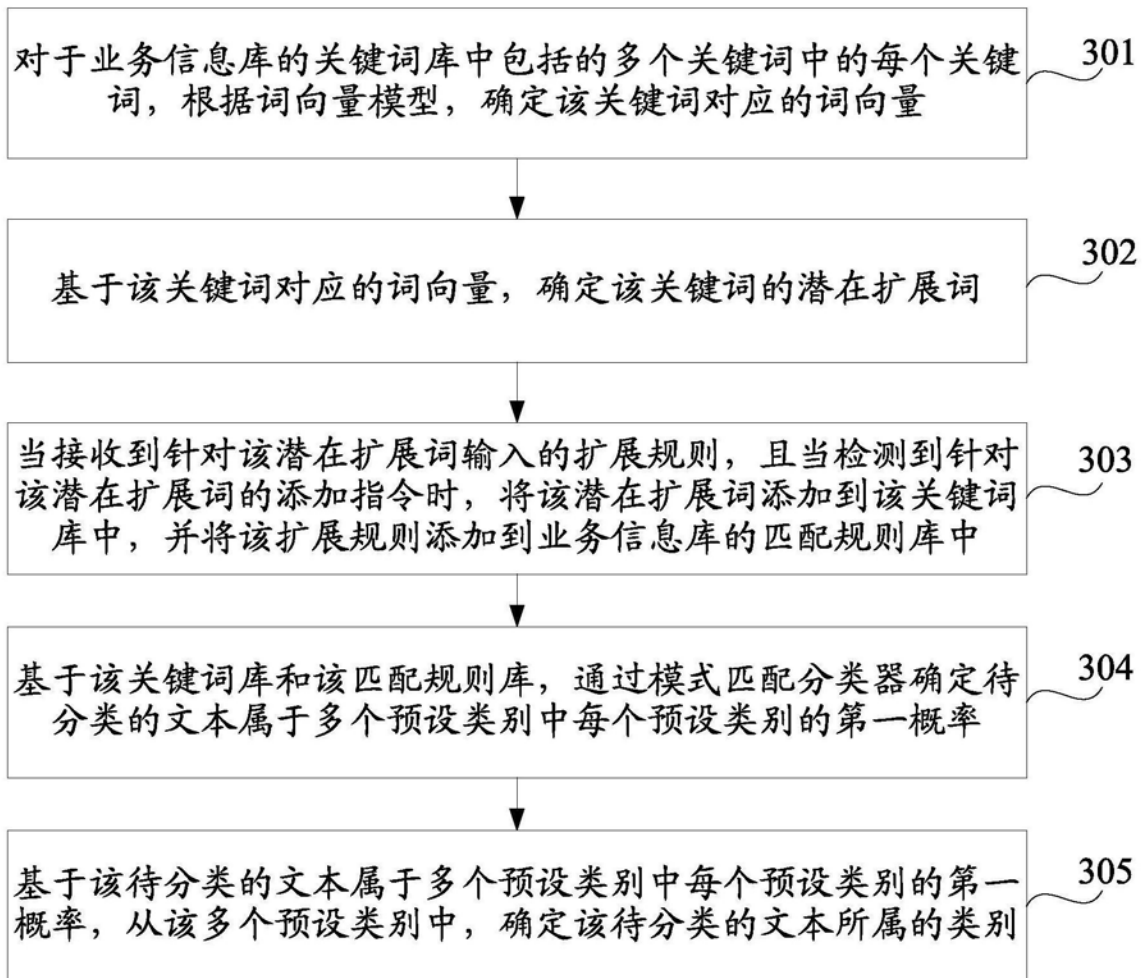 对于业务信息库的关键词库中包括的多个关键词中的每个关键
词，根据词向量模型，确定该关键词对应的词向量
301
基于该关键词对应的词向量，确定该关键词的潜在扩展词
302
当接收到针对该潜在扩展词输入的扩展规则，且当检测到针对
该潜在扩展词的添加指令时，将该潜在扩展词添加到该关键词
库中，并将该扩展规则添加到业务信息库的匹配规则库中
303
基于该关键词库和该匹配规则库，通过模式匹配分类器确定待
分类的文本属于多个预设类别中每个预设类别的第一概率
304
基于该待分类的文本属于多个预设类别中每个预设类别的第一
概率，从该多个预设类别中，确定该待分类的文本所属的类别
305